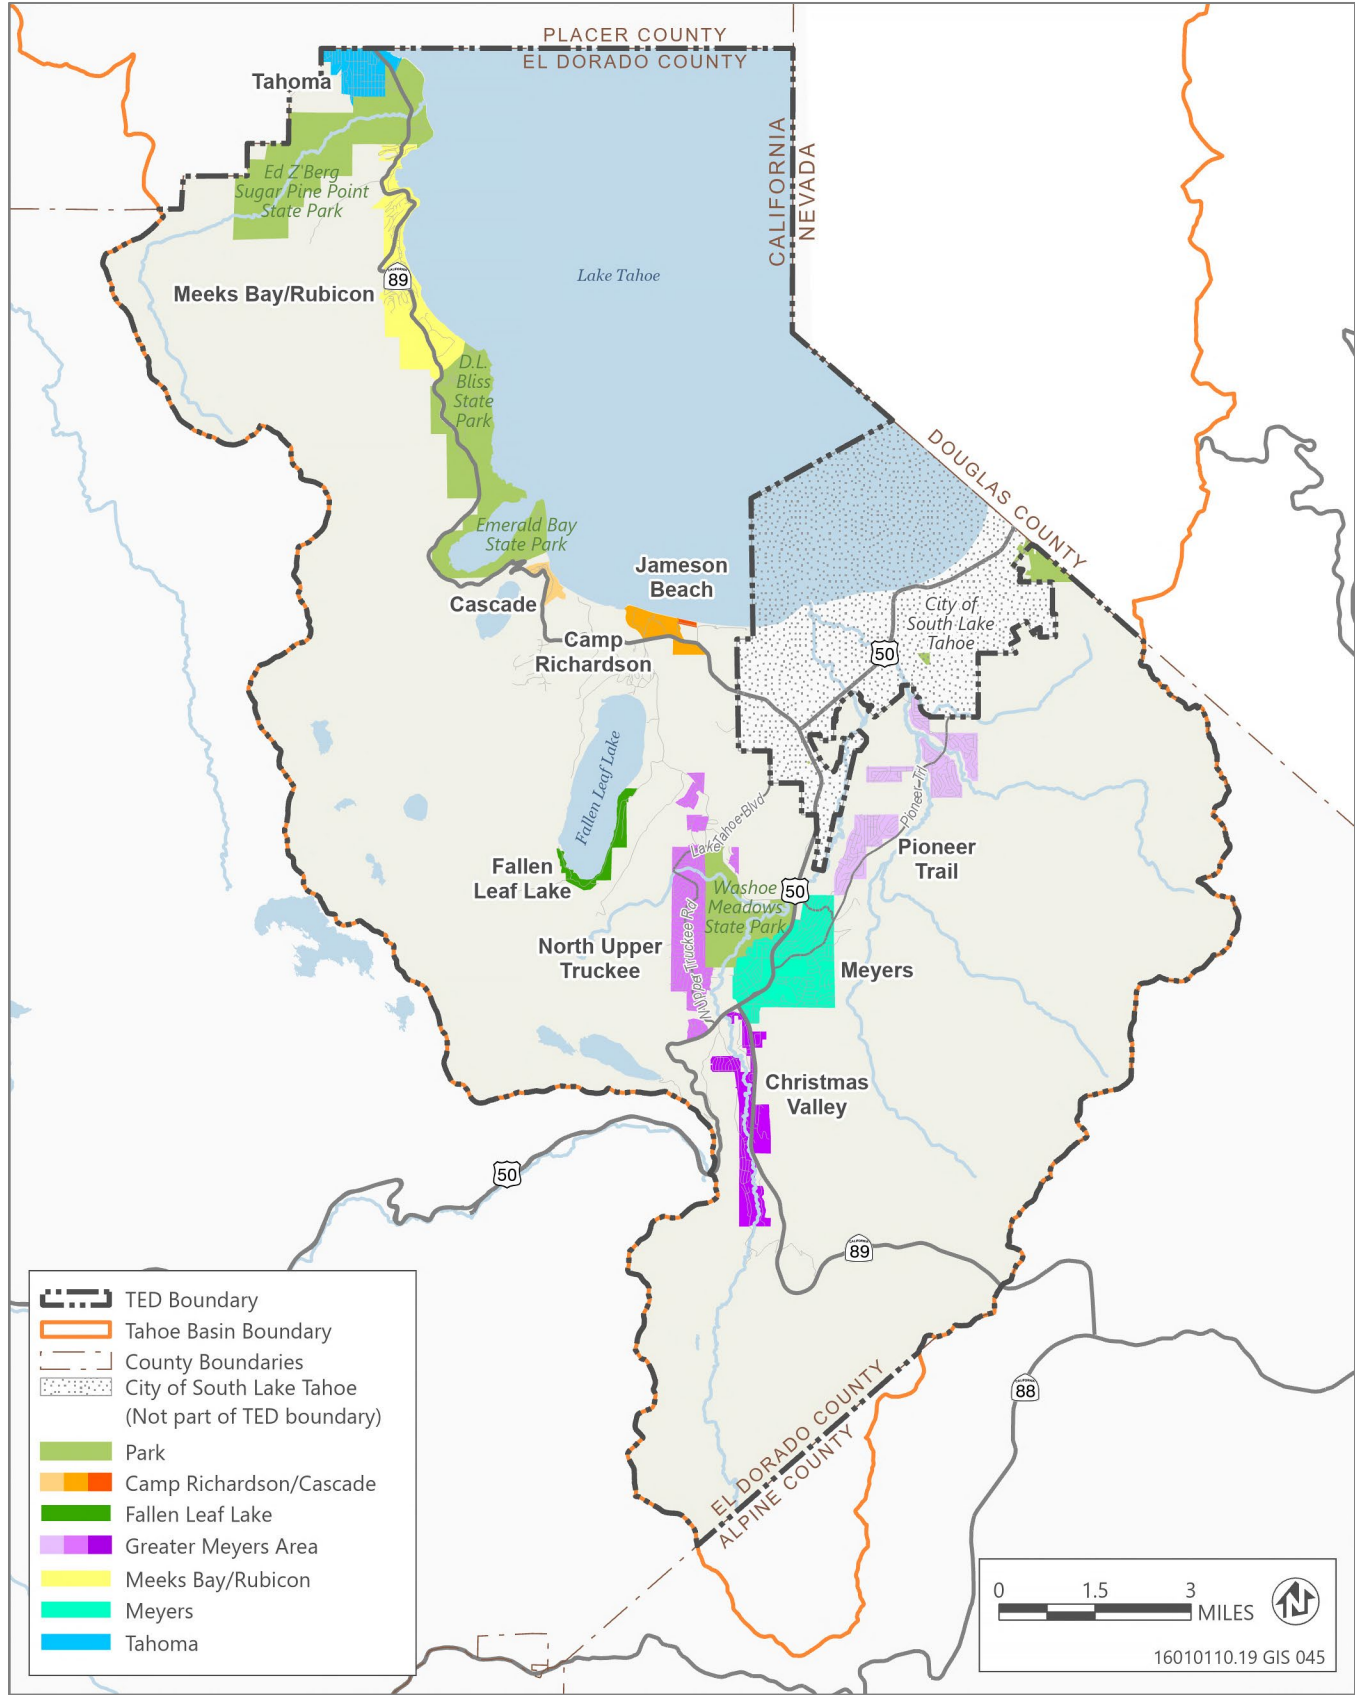 PLACER COUNTY
EL DORADO COUNTY
Tahoma
CALIFORNIA
NEVADA
Ed Z'Berg
Sugar Pine Point
State Park
Lake Tahoe
CALIFORNIA
89
Meeks Bay/Rubicon
D.L.
Bliss
State
Park
DOUGLAS COUNTY
Emerald Bay
State Park
Jameson
Beach
Cascade
City of
South Lake
Tahoe
Camp
Richardson
50
Fallen Leaf Lake
Pioneer Trl
Lake Tahoe Blvd
Pioneer
Trail
Fallen
Leaf Lake
Washoe
Meadows
State Park
50
N Upper Truckee Rd
North Upper
Truckee
Meyers
Christmas
Valley
50
CALIFORNIA
89
CALIFORNIA
88
EL DORADO COUNTY
ALPINE COUNTY
TED Boundary
Tahoe Basin Boundary
County Boundaries
City of South Lake Tahoe
(Not part of TED boundary)
Park
Camp Richardson/Cascade
Fallen Leaf Lake
Greater Meyers Area
Meeks Bay/Rubicon
Meyers
Tahoma
0 1.5 3
MILES
N
16010110.19 GIS 045